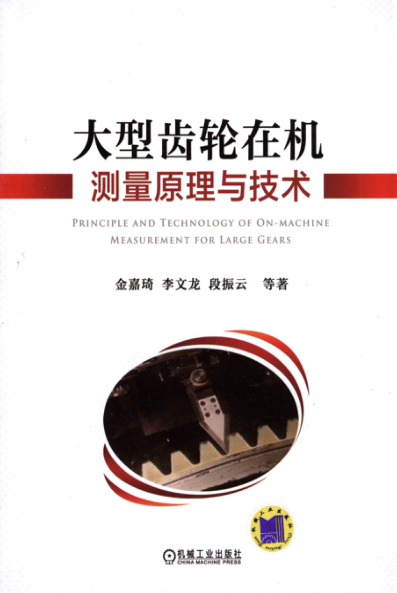 大型齿轮在机
测量原理与技术
PRINCIPLE AND TECHNOLOGY OF ON-MACHINE
MEASUREMENT FOR LARGE GEARS
金嘉琦 李文龙 段振云 等著
机械工业出版社
CHINA MACHINE PRESS